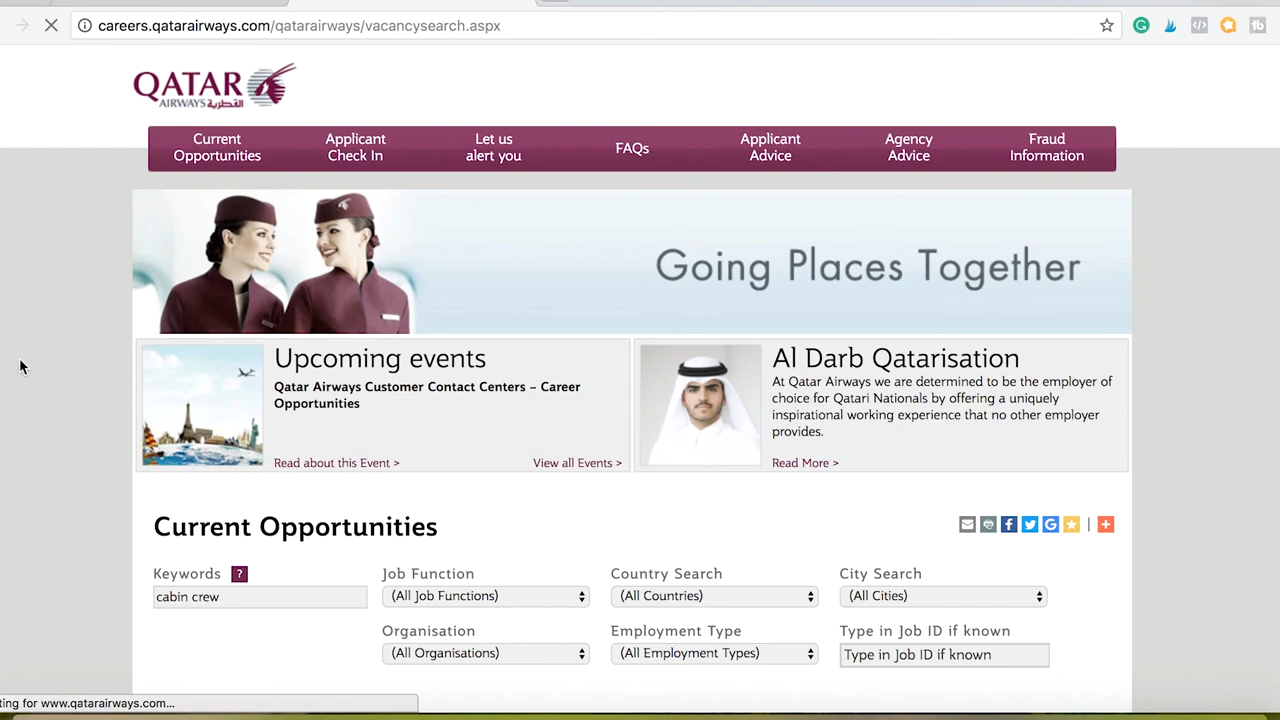 careers.qatarairways.com/qatarairways/vacancysearch.aspx
QATAR
AIRWAYS القطرية
Current
Opportunities
Applicant
Check In
Let us
alert you
FAQs
Applicant
Advice
Agency
Advice
Fraud
Information
Going Places Together
Upcoming events
Qatar Airways Customer Contact Centers – Career
Opportunities
Read about this Event >
View all Events >
Al Darb Qatarisation
At Qatar Airways we are determined to be the employer of
choice for Qatari Nationals by offering a uniquely
inspirational working experience that no other employer
provides.
Read More >
Current Opportunities
Keywords ?
cabin crew
Job Function
(All Job Functions)
Country Search
(All Countries)
City Search
(All Cities)
Organisation
(All Organisations)
Employment Type
(All Employment Types)
Type in Job ID if known
Type in Job ID if known
ting for www.qatarairways.com...